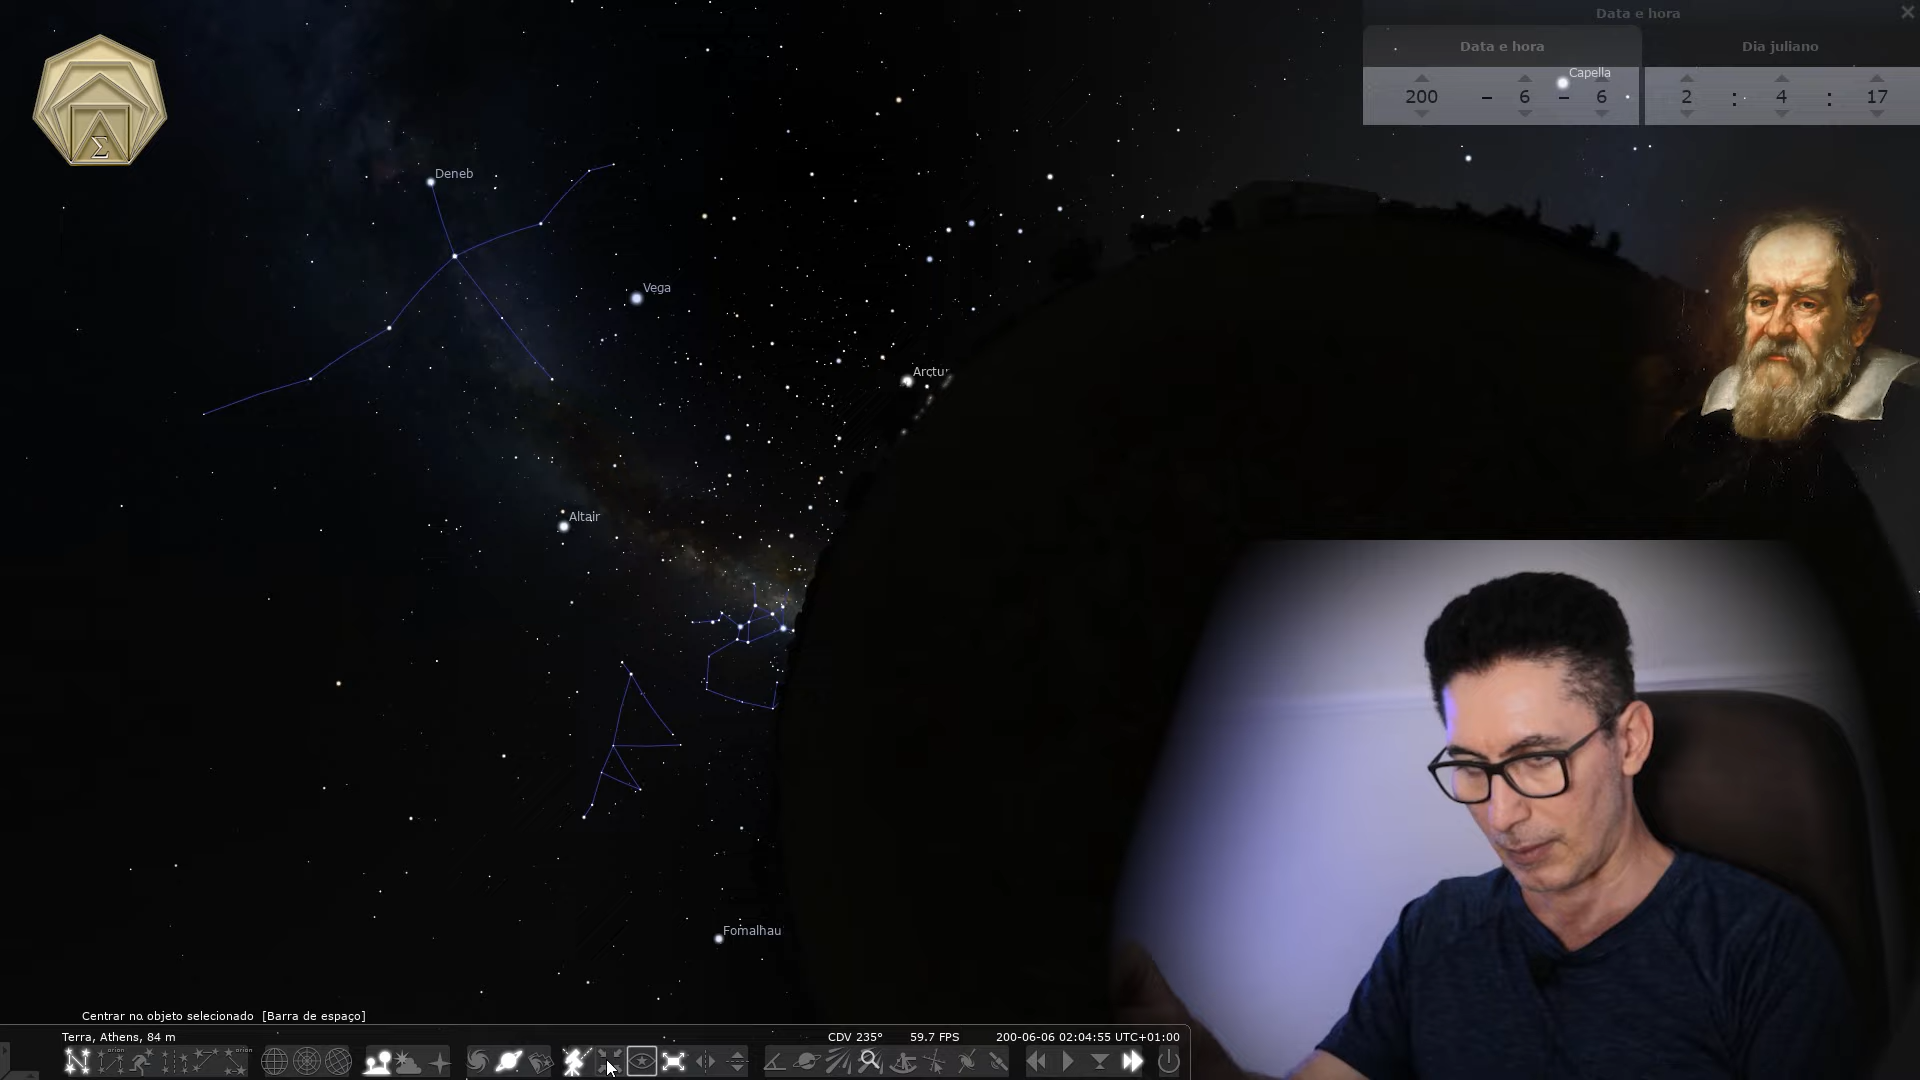 Data e hora
Data e hora
Dia juliano
Capella
200 – 6 – 6
2 : 4 : 17
Σ
Deneb
Vega
Arctur
Altair
Fomalhau
Centrar no objeto selecionado [Barra de espaço]
Terra, Athens, 84 m
CDV 235°
59.7 FPS
200-06-06 02:04:55 UTC+01:00